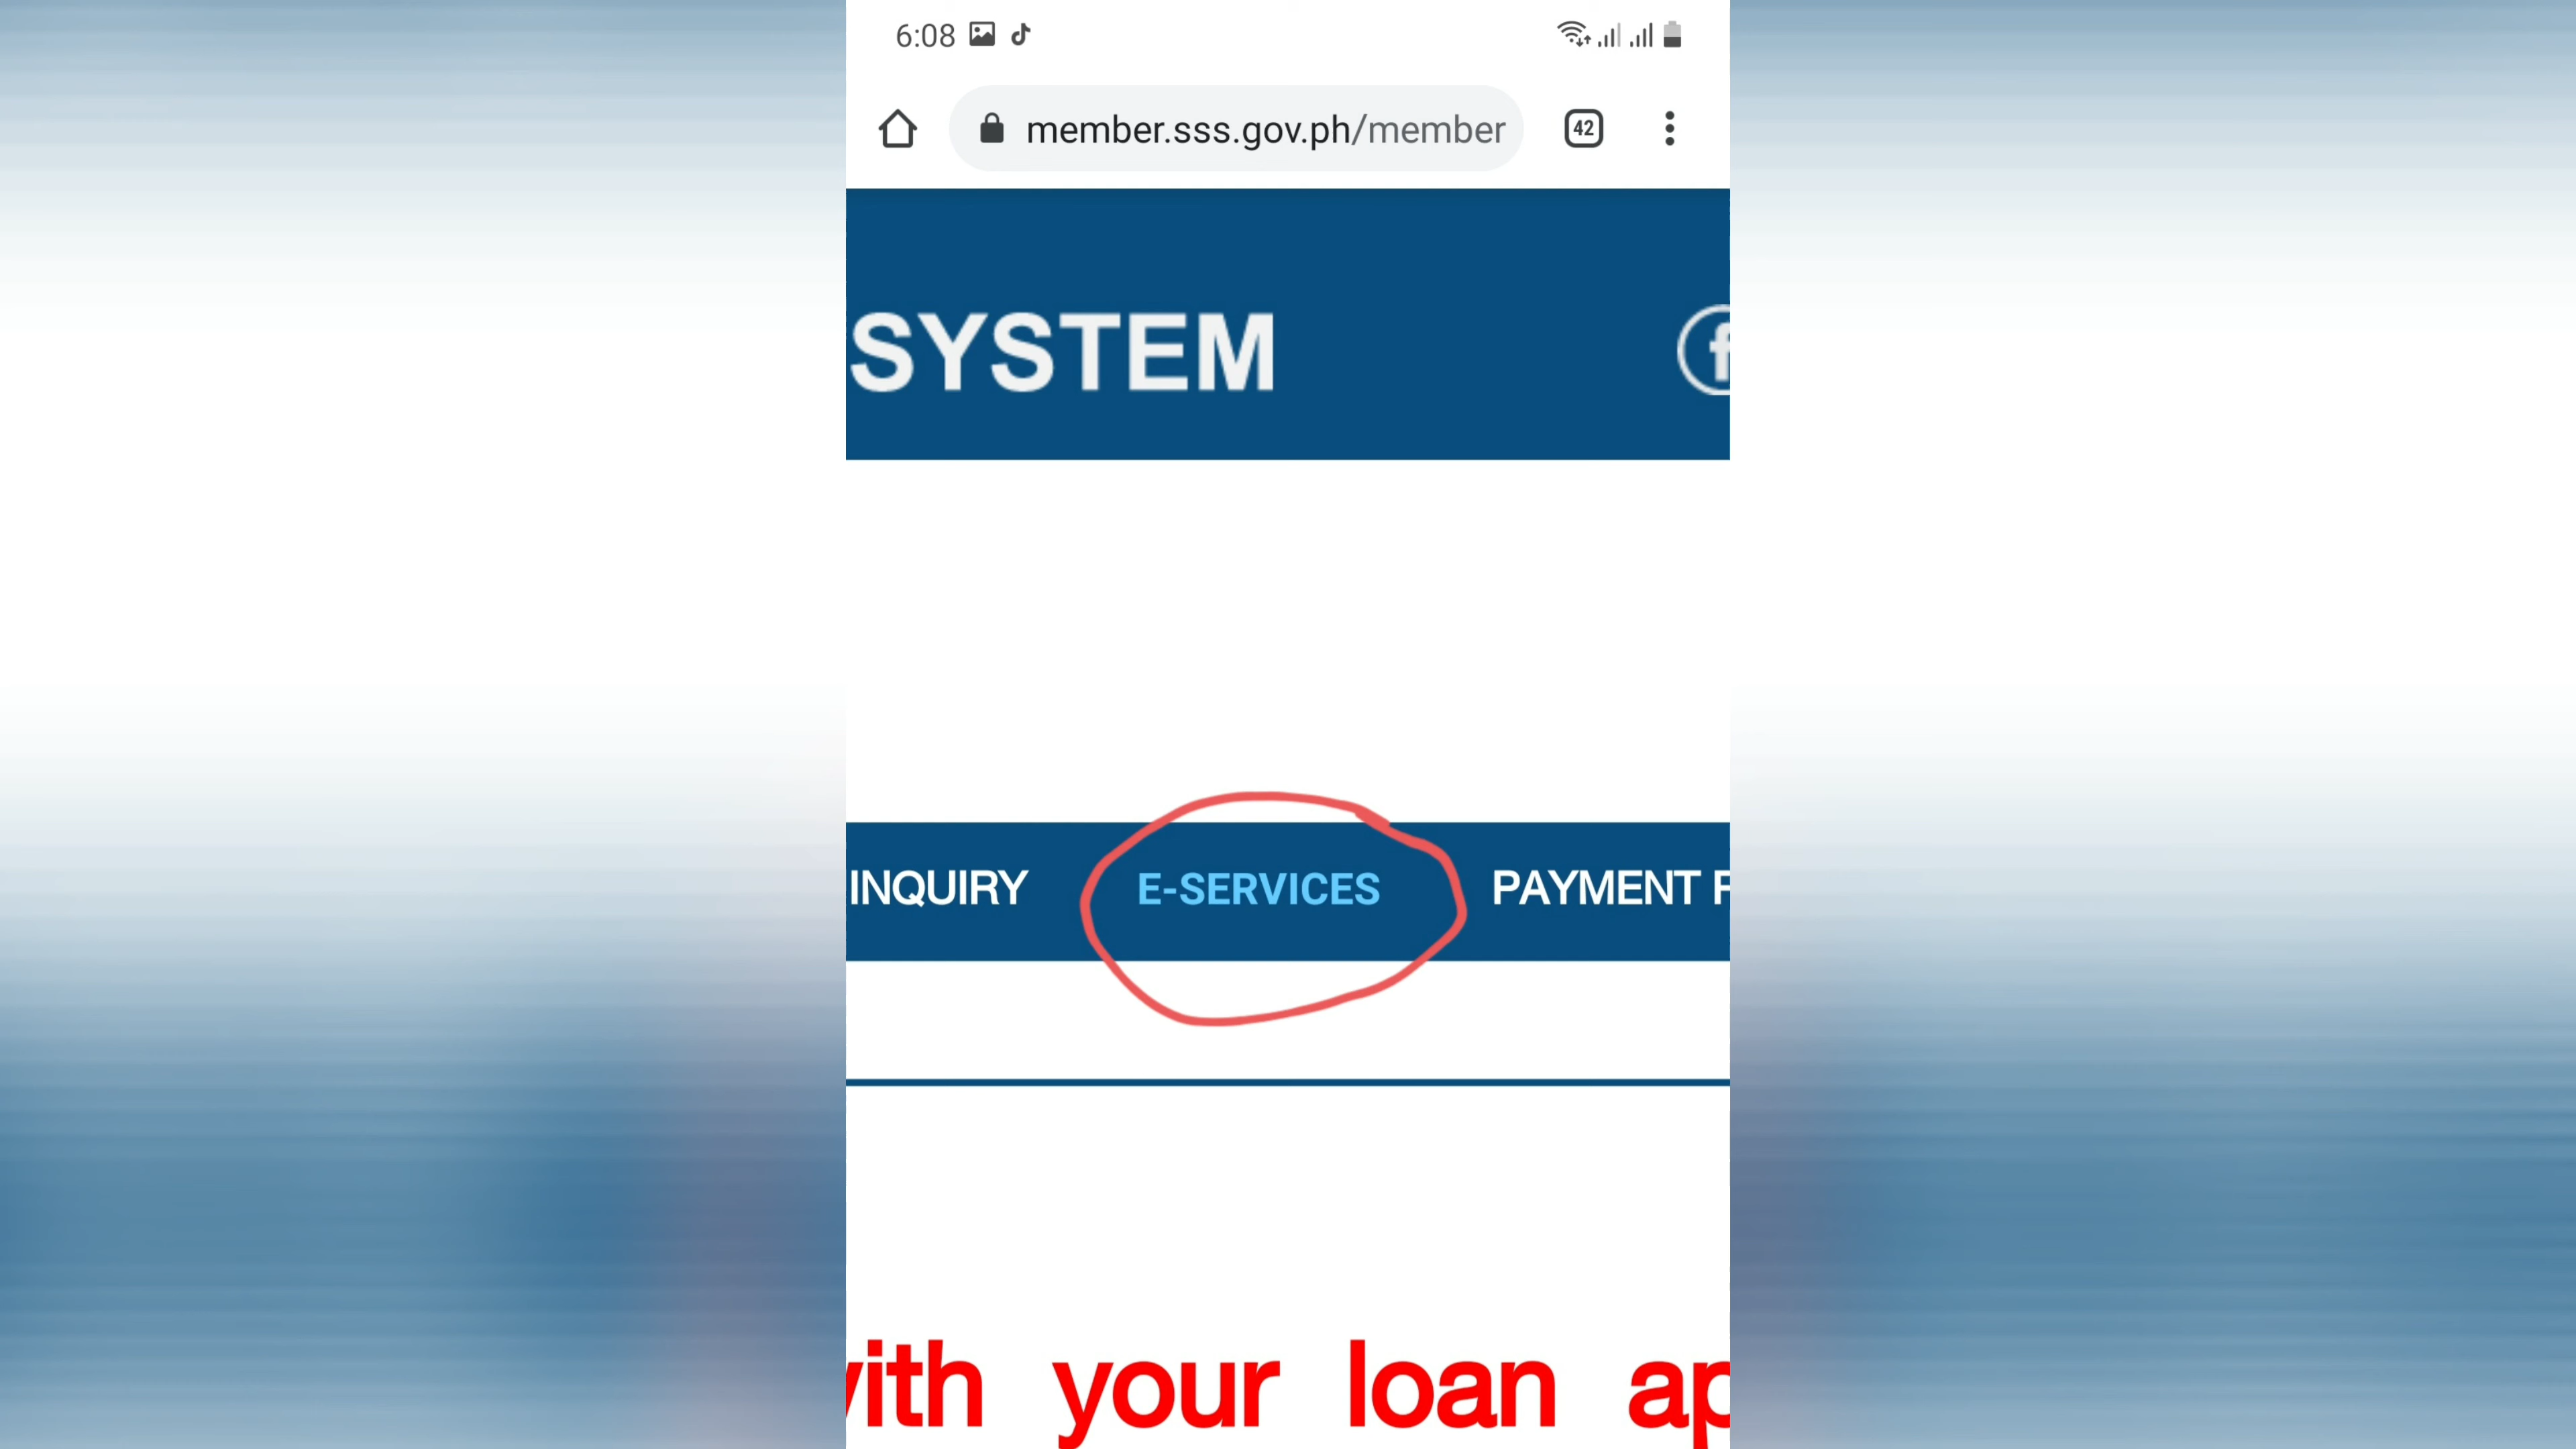 6:08
member.sss.gov.ph/member
42
SYSTEM
f
INQUIRY E-SERVICES PAYMENT
your loan